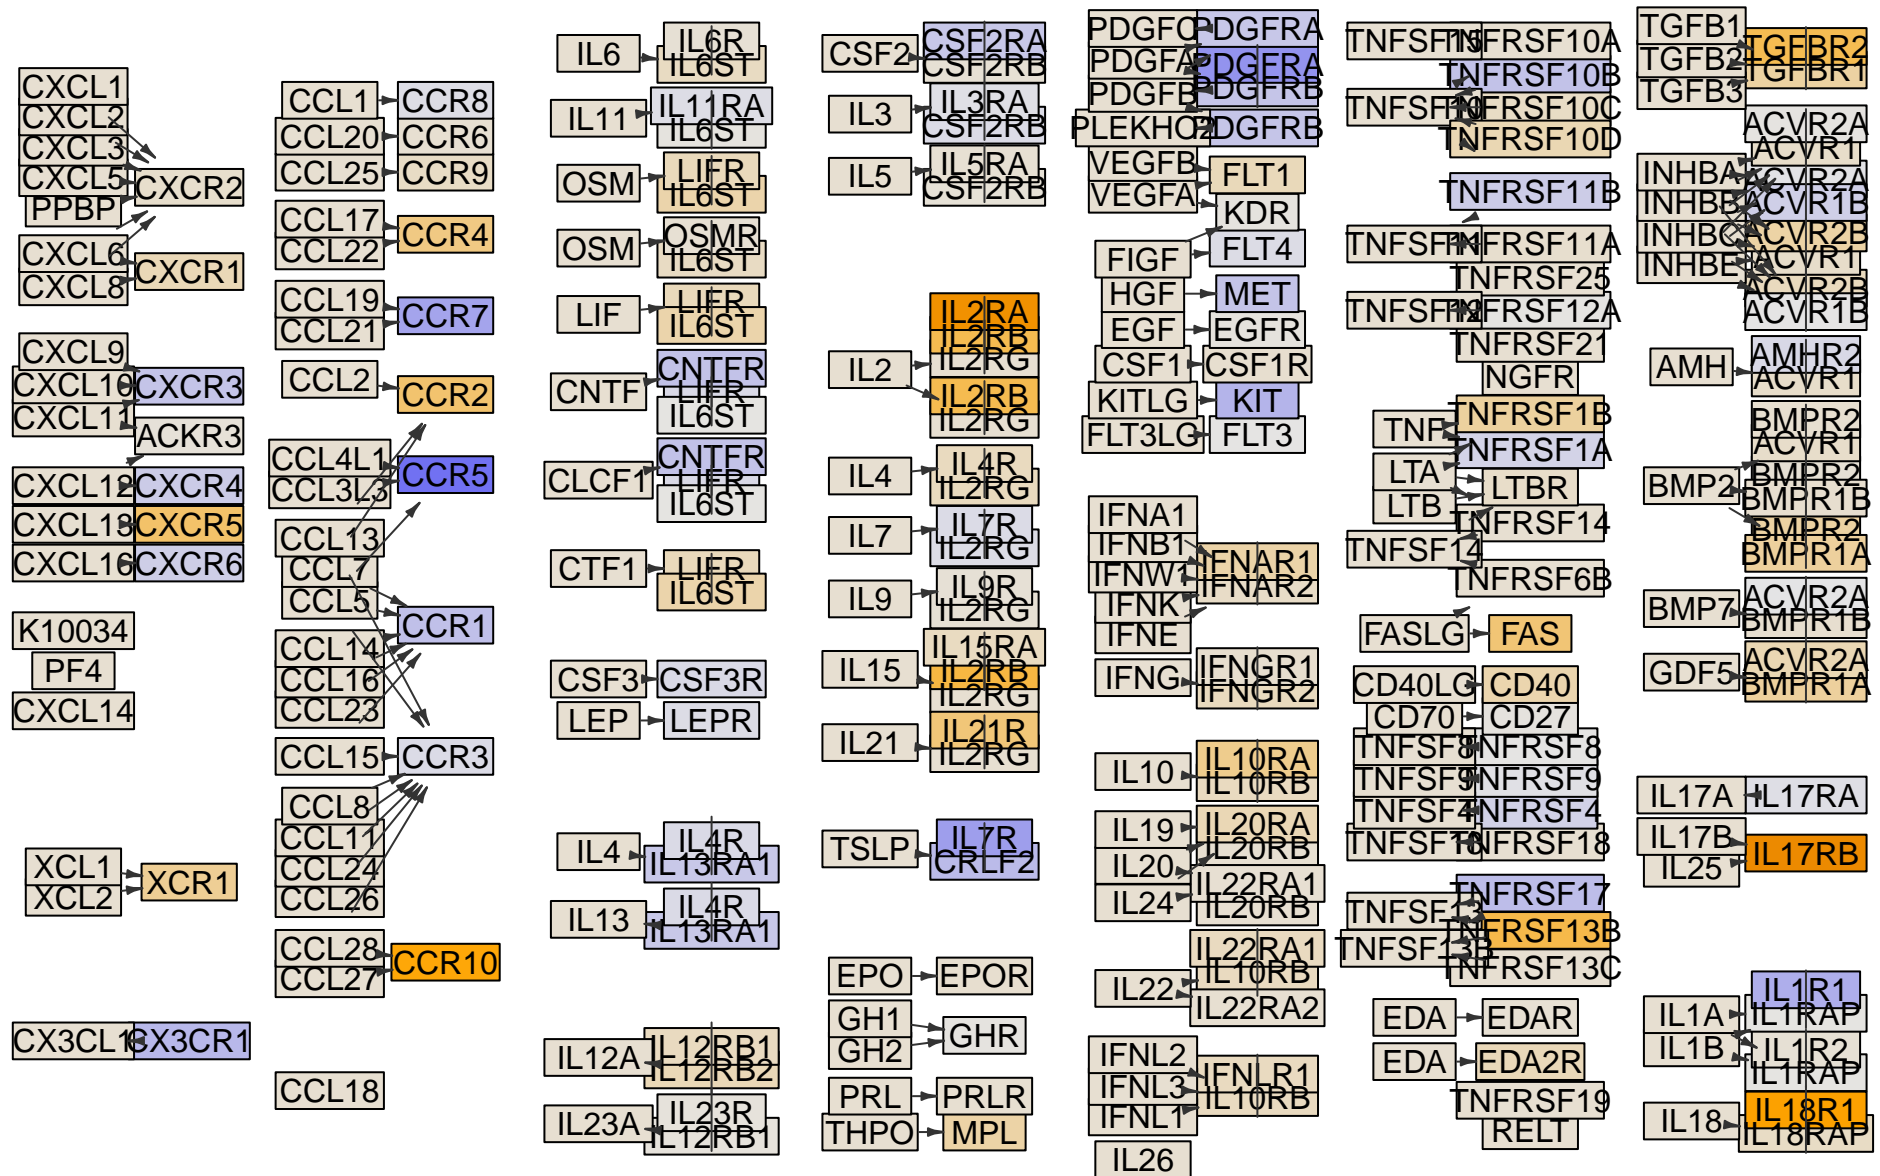 CXCL1
CXCL2
CXCL3
CXCL5
PPBP
CXCR2
CXCL6
CXCL8
CXCR1
CXCL9
CXCL10
CXCL11
CXCR3
ACKR3
CXCL12
CXCR4
CXCL13
CXCR5
CXCL16
CXCR6
K10034
PF4
CXCL14
XCL1
XCL2
XCR1
CX3CL1
CX3CR1
CCL1
CCR8
CCL20
CCR6
CCL25
CCR9
CCL17
CCL22
CCR4
CCL19
CCL21
CCR7
CCL2
CCR2
CCL4L1
CCL3L3
CCR5
CCL13
CCL7
CCL5
CCR1
CCL14
CCL16
CCL23
CCL15
CCR3
CCL8
CCL11
CCL24
CCL26
CCL28
CCL27
CCR10
CCL18
IL6
IL6R
IL6ST
IL11
IL11RA
IL6ST
OSM
LIFR
IL6ST
OSM
OSMR
IL6ST
LIF
LIFR
IL6ST
CNTF
CNTFR
LIFR
IL6ST
CLCF1
CNTFR
LIFR
IL6ST
CTF1
LIFR
IL6ST
CSF3
CSF3R
LEP
LEPR
IL4
IL4R
IL13RA1
IL13
IL4R
IL13RA1
IL12A
IL12RB1
IL12RB2
IL23A
IL23R
IL12RB1
CSF2
CSF2RA
CSF2RB
IL3
IL3RA
CSF2RB
IL5
IL5RA
CSF2RB
IL2
IL2RA
IL2RB
IL2RG
IL2RB
IL2RG
IL4
IL4R
IL2RG
IL7
IL7R
IL2RG
IL9
IL9R
IL2RG
IL15
IL15RA
IL2RB
IL2RG
IL21
IL21R
IL2RG
TSLP
IL7R
CRLF2
EPO
EPOR
GH1
GH2
GHR
PRL
PRLR
THPO
MPL
PDGFC
PDGFRA
PDGFA
PDGFRA
PDGFB
PDGFRB
PLEKHO2
PDGFRB
VEGFB
VEGFA
FLT1
KDR
FIGF
FLT4
HGF
MET
EGF
EGFR
CSF1
CSF1R
KITLG
KIT
FLT3LG
FLT3
IFNA1
IFNB1
IFNW1
IFNK
IFNE
IFNAR1
IFNAR2
IFNG
IFNGR1
IFNGR2
IL10
IL10RA
IL10RB
IL19
IL20
IL24
IL20RA
IL20RB
IL22RA1
IL20RB
IL22
IL22RA1
IL10RB
IL22RA2
IFNL2
IFNL3
IFNL1
IFNLR1
IL10RB
IL26
TNFSF15
TNFRSF10A
TNFRSF10B
TNFSF10
TNFRSF10C
TNFRSF10D
TNFRSF11B
TNFSF11
TNFRSF11A
TNFRSF25
TNFSF12
TNFRSF12A
TNFRSF21
NGFR
TNF
TNFRSF1B
TNFRSF1A
LTA
LTB
LTBR
TNFRSF14
TNFSF14
TNFRSF6B
FASLG
FAS
CD40LG
CD40
CD70
CD27
TNFSF8
TNFRSF8
TNFSF9
TNFRSF9
TNFSF4
TNFRSF4
TNFSF18
TNFRSF18
TNFRSF17
TNFSF13
TNFRSF13B
TNFSF13B
TNFRSF13C
EDA
EDAR
EDA
EDA2R
TNFRSF19
RELT
TGFB1
TGFB2
TGFB3
TGFBR2
TGFBR1
INHBA
INHBB
INHBC
INHBE
ACVR2A
ACVR1
ACVR2A
ACVR1B
ACVR2B
ACVR1
ACVR2B
ACVR1B
AMH
AMHR2
ACVR1
BMP2
BMPR2
ACVR1
BMPR2
BMPR1B
BMPR2
BMPR1A
BMP7
ACVR2A
BMPR1B
GDF5
ACVR2A
BMPR1A
IL17A
IL17RA
IL17B
IL25
IL17RB
IL1A
IL1B
IL1R1
IL1RAP
IL1R2
IL1RAP
IL18
IL18R1
IL18RAP